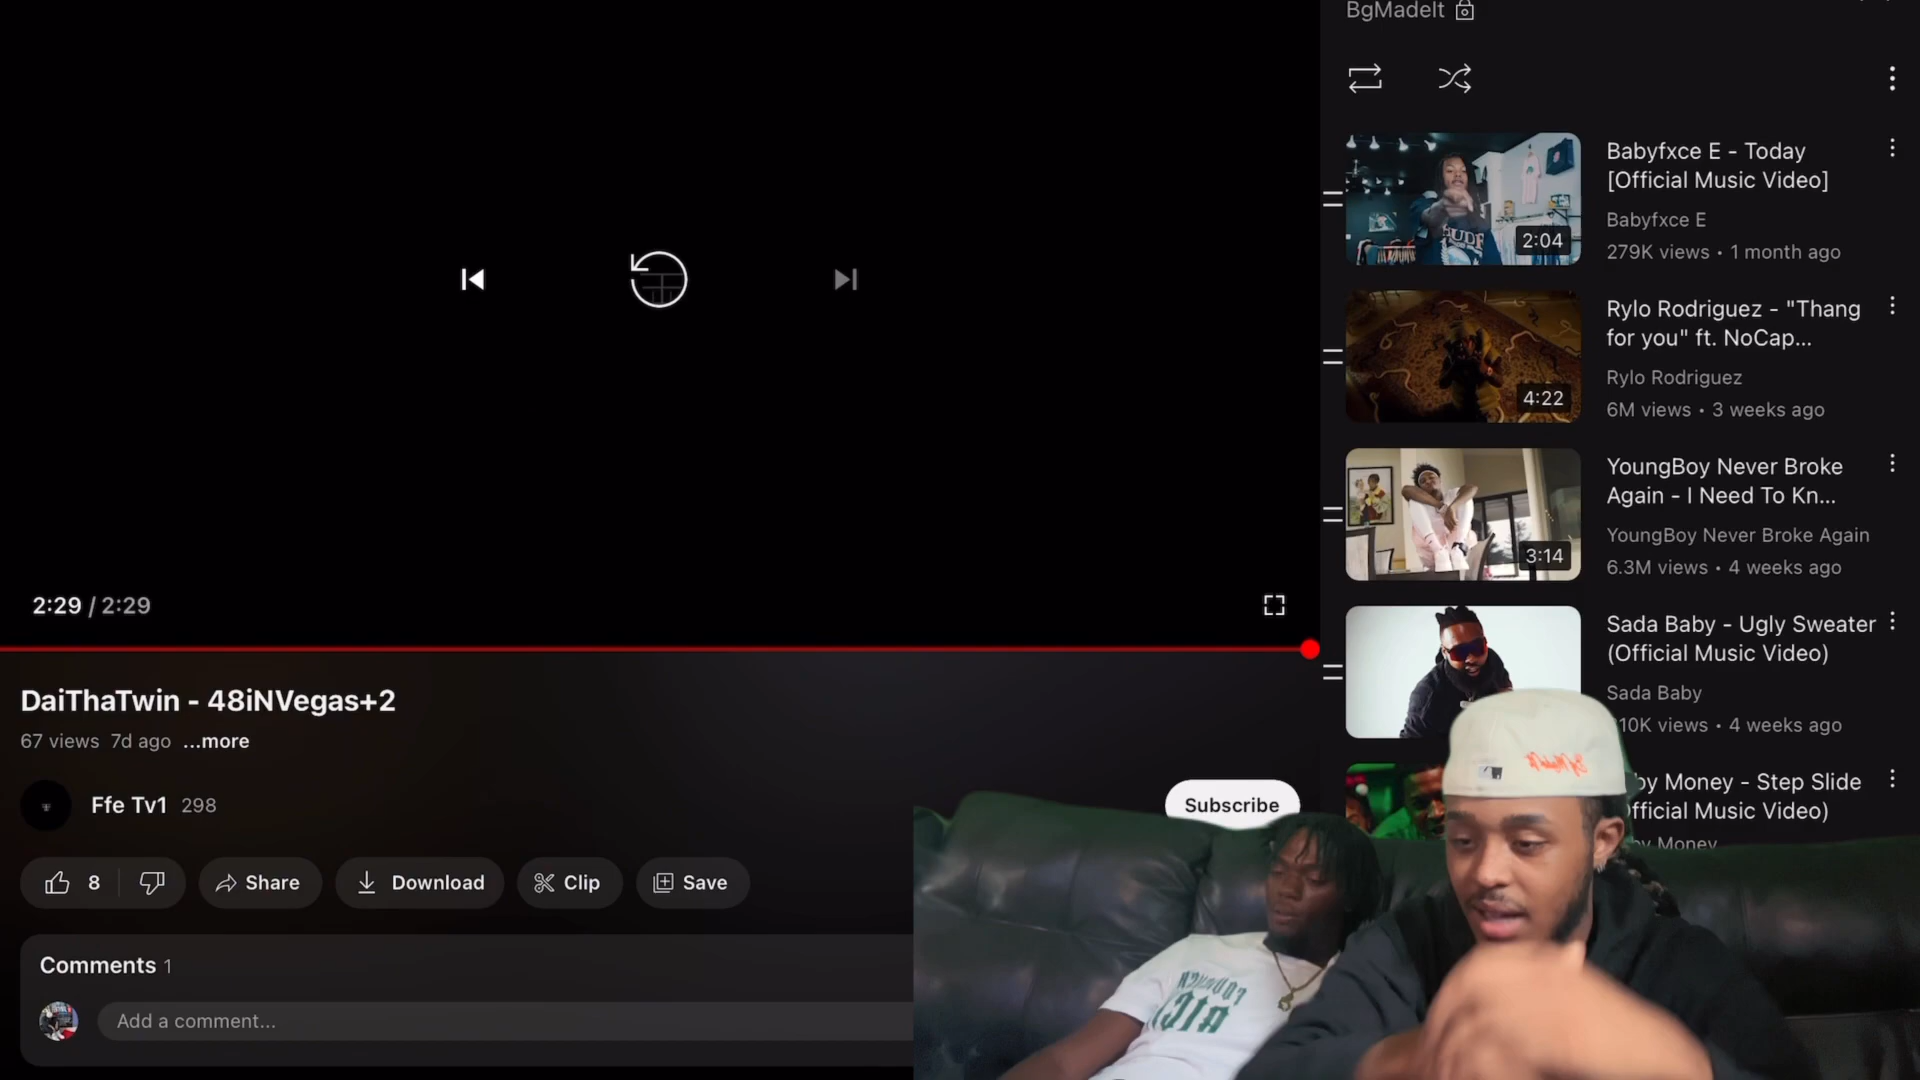 BgMadeIt
Babyfxce E - Today
[Official Music Video]
Babyfxce E
279K views • 1 month ago
2:04
Rylo Rodriguez - "Thang
for you" ft. NoCap...
Rylo Rodriguez
6M views • 3 weeks ago
4:22
YoungBoy Never Broke
Again - I Need To Kn...
YoungBoy Never Broke Again
6.3M views • 4 weeks ago
3:14
Sada Baby - Ugly Sweater
(Official Music Video)
Sada Baby
10K views • 4 weeks ago
by Money - Step Slide
fficial Music Video)
by Money
2:29 / 2:29
DaiThaTwin - 48iNVegas+2
67 views 7d ago ...more
Ffe Tv1 298
Subscribe
8
Share
Download
Clip
Save
Comments 1
Add a comment...